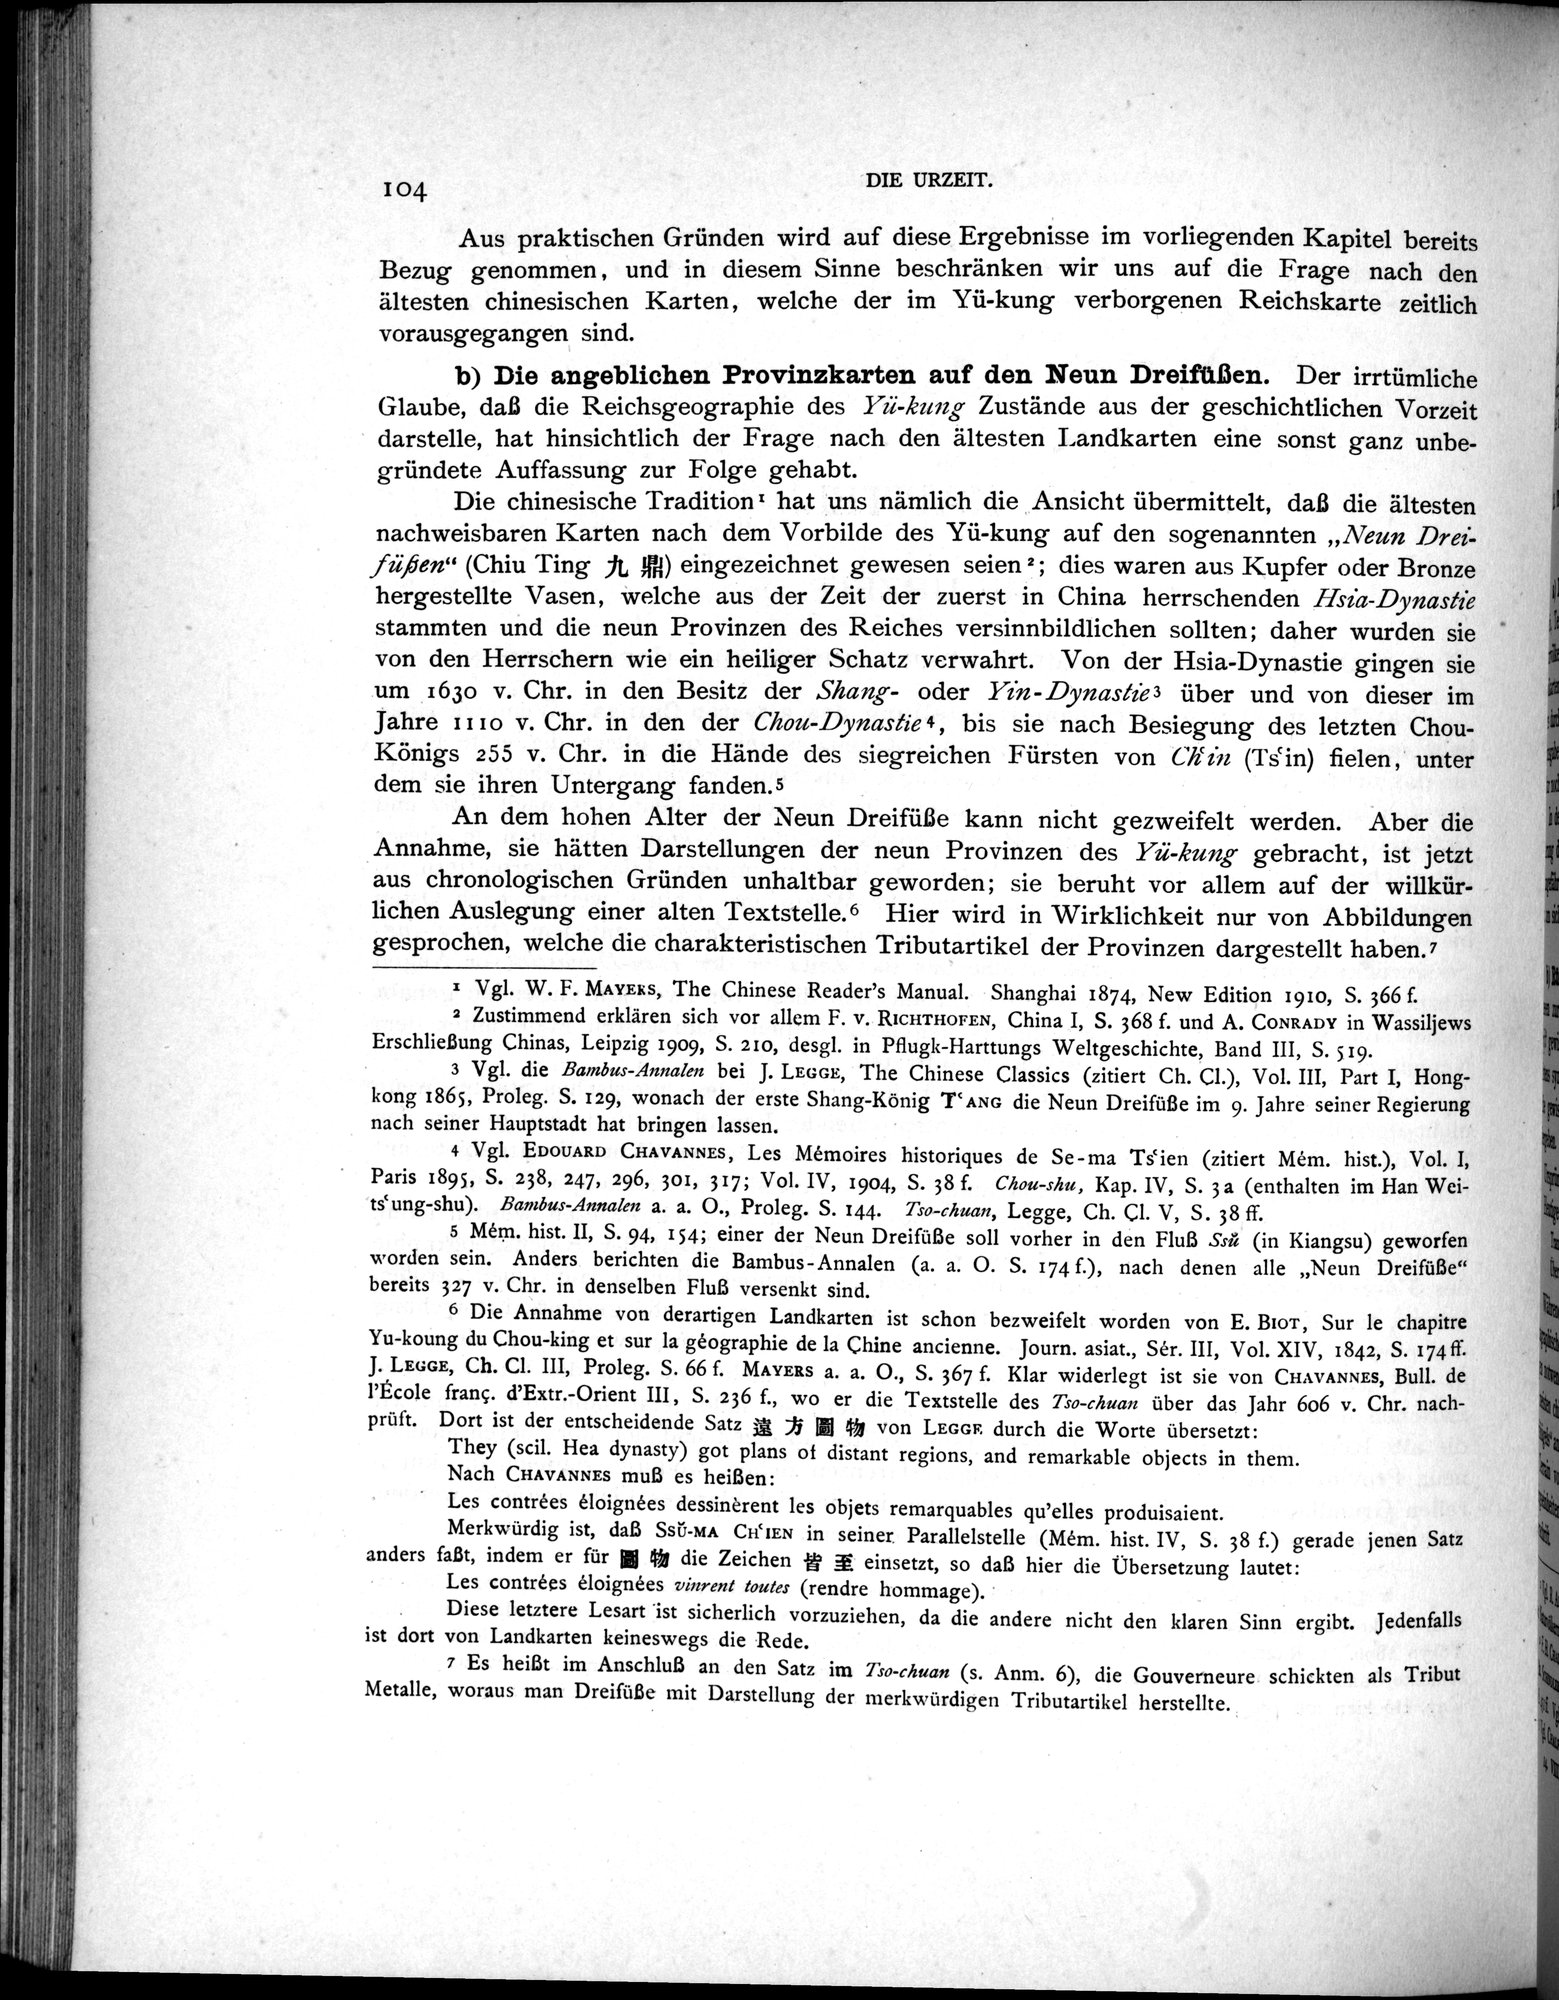 104
DIE URZEIT.
Aus praktischen Gründen wird auf diese Ergebnisse im vorliegenden Kapitel bereits
Bezug genommen, und in diesem Sinne beschränken wir uns auf die Frage nach den
ältesten chinesischen Karten, welche der im Yü-kung verborgenen Reichskarte zeitlich
vorausgegangen sind.
b) Die angeblichen Provinzkarten auf den Neun Dreifüßen. Der irrtümliche
Glaube, daß die Reichsgeographie des Yü-kung Zustände aus der geschichtlichen Vorzeit
darstelle, hat hinsichtlich der Frage nach den ältesten Landkarten eine sonst ganz unbe-
gründete Auffassung zur Folge gehabt.
Die chinesische Tradition¹ hat uns nämlich die Ansicht übermittelt, daß die ältesten
nachweisbaren Karten nach dem Vorbilde des Yü-kung auf den sogenannten „Neun Drei-
füßen“ (Chiu Ting 九 鼎) eingezeichnet gewesen seien²; dies waren aus Kupfer oder Bronze
hergestellte Vasen, welche aus der Zeit der zuerst in China herrschenden Hsia-Dynastie
stammten und die neun Provinzen des Reiches versinnbildlichen sollten; daher wurden sie
von den Herrschern wie ein heiliger Schatz verwahrt. Von der Hsia-Dynastie gingen sie
um 1630 v. Chr. in den Besitz der Shang- oder Yin-Dynastie³ über und von dieser im
Jahre 1110 v. Chr. in den der Chou-Dynastie⁴, bis sie nach Besiegung des letzten Chou-
Königs 255 v. Chr. in die Hände des siegreichen Fürsten von Chʿin (Tsʿin) fielen, unter
dem sie ihren Untergang fanden.⁵
An dem hohen Alter der Neun Dreifüße kann nicht gezweifelt werden. Aber die
Annahme, sie hätten Darstellungen der neun Provinzen des Yü-kung gebracht, ist jetzt
aus chronologischen Gründen unhaltbar geworden; sie beruht vor allem auf der willkür-
lichen Auslegung einer alten Textstelle.⁶ Hier wird in Wirklichkeit nur von Abbildungen
gesprochen, welche die charakteristischen Tributartikel der Provinzen dargestellt haben.⁷
¹ Vgl. W. F. MAYERS, The Chinese Reader's Manual. Shanghai 1874, New Edition 1910, S. 366 f.
² Zustimmend erklären sich vor allem F. v. RICHTHOFEN, China I, S. 368 f. und A. CONRADY in Wassiljews
Erschließung Chinas, Leipzig 1909, S. 210, desgl. in Pflugk-Harttungs Weltgeschichte, Band III, S. 519.
³ Vgl. die Bambus-Annalen bei J. LEGGE, The Chinese Classics (zitiert Ch. Cl.), Vol. III, Part I, Hong-
kong 1865, Proleg. S. 129, wonach der erste Shang-König TʿANG die Neun Dreifüße im 9. Jahre seiner Regierung
nach seiner Hauptstadt hat bringen lassen.
⁴ Vgl. EDOUARD CHAVANNES, Les Mémoires historiques de Se-ma Tsʿien (zitiert Mém. hist.), Vol. I,
Paris 1895, S. 238, 247, 296, 301, 317; Vol. IV, 1904, S. 38 f. Chou-shu, Kap. IV, S. 3 a (enthalten im Han Wei-
tsʿung-shu). Bambus-Annalen a. a. O., Proleg. S. 144. Tso-chuan, Legge, Ch. Cl. V, S. 38 ff.
⁵ Mém. hist. II, S. 94, 154; einer der Neun Dreifüße soll vorher in den Fluß Ssŭ (in Kiangsu) geworfen
worden sein. Anders berichten die Bambus-Annalen (a. a. O. S. 174 f.), nach denen alle „Neun Dreifüße“
bereits 327 v. Chr. in denselben Fluß versenkt sind.
⁶ Die Annahme von derartigen Landkarten ist schon bezweifelt worden von E. BIOT, Sur le chapitre
Yu-koung du Chou-king et sur la géographie de la Chine ancienne. Journ. asiat., Sér. III, Vol. XIV, 1842, S. 174 ff.
J. LEGGE, Ch. Cl. III, Proleg. S. 66 f. MAYERS a. a. O., S. 367 f. Klar widerlegt ist sie von CHAVANNES, Bull. de
l'École franç. d'Extr.-Orient III, S. 236 f., wo er die Textstelle des Tso-chuan über das Jahr 606 v. Chr. nach-
prüft. Dort ist der entscheidende Satz 遠 方 圖 物 von LEGGE durch die Worte übersetzt:
They (scil. Hea dynasty) got plans of distant regions, and remarkable objects in them.
Nach CHAVANNES muß es heißen:
Les contrées éloignées dessinèrent les objets remarquables qu'elles produisaient.
Merkwürdig ist, daß SSŬ-MA CHʿIEN in seiner Parallelstelle (Mém. hist. IV, S. 38 f.) gerade jenen Satz
anders faßt, indem er für 圖 物 die Zeichen 皆 至 einsetzt, so daß hier die Übersetzung lautet:
Les contrées éloignées vinrent toutes (rendre hommage).
Diese letztere Lesart ist sicherlich vorzuziehen, da die andere nicht den klaren Sinn ergibt. Jedenfalls
ist dort von Landkarten keineswegs die Rede.
⁷ Es heißt im Anschluß an den Satz im Tso-chuan (s. Anm. 6), die Gouverneure schickten als Tribut
Metalle, woraus man Dreifüße mit Darstellung der merkwürdigen Tributartikel herstellte.